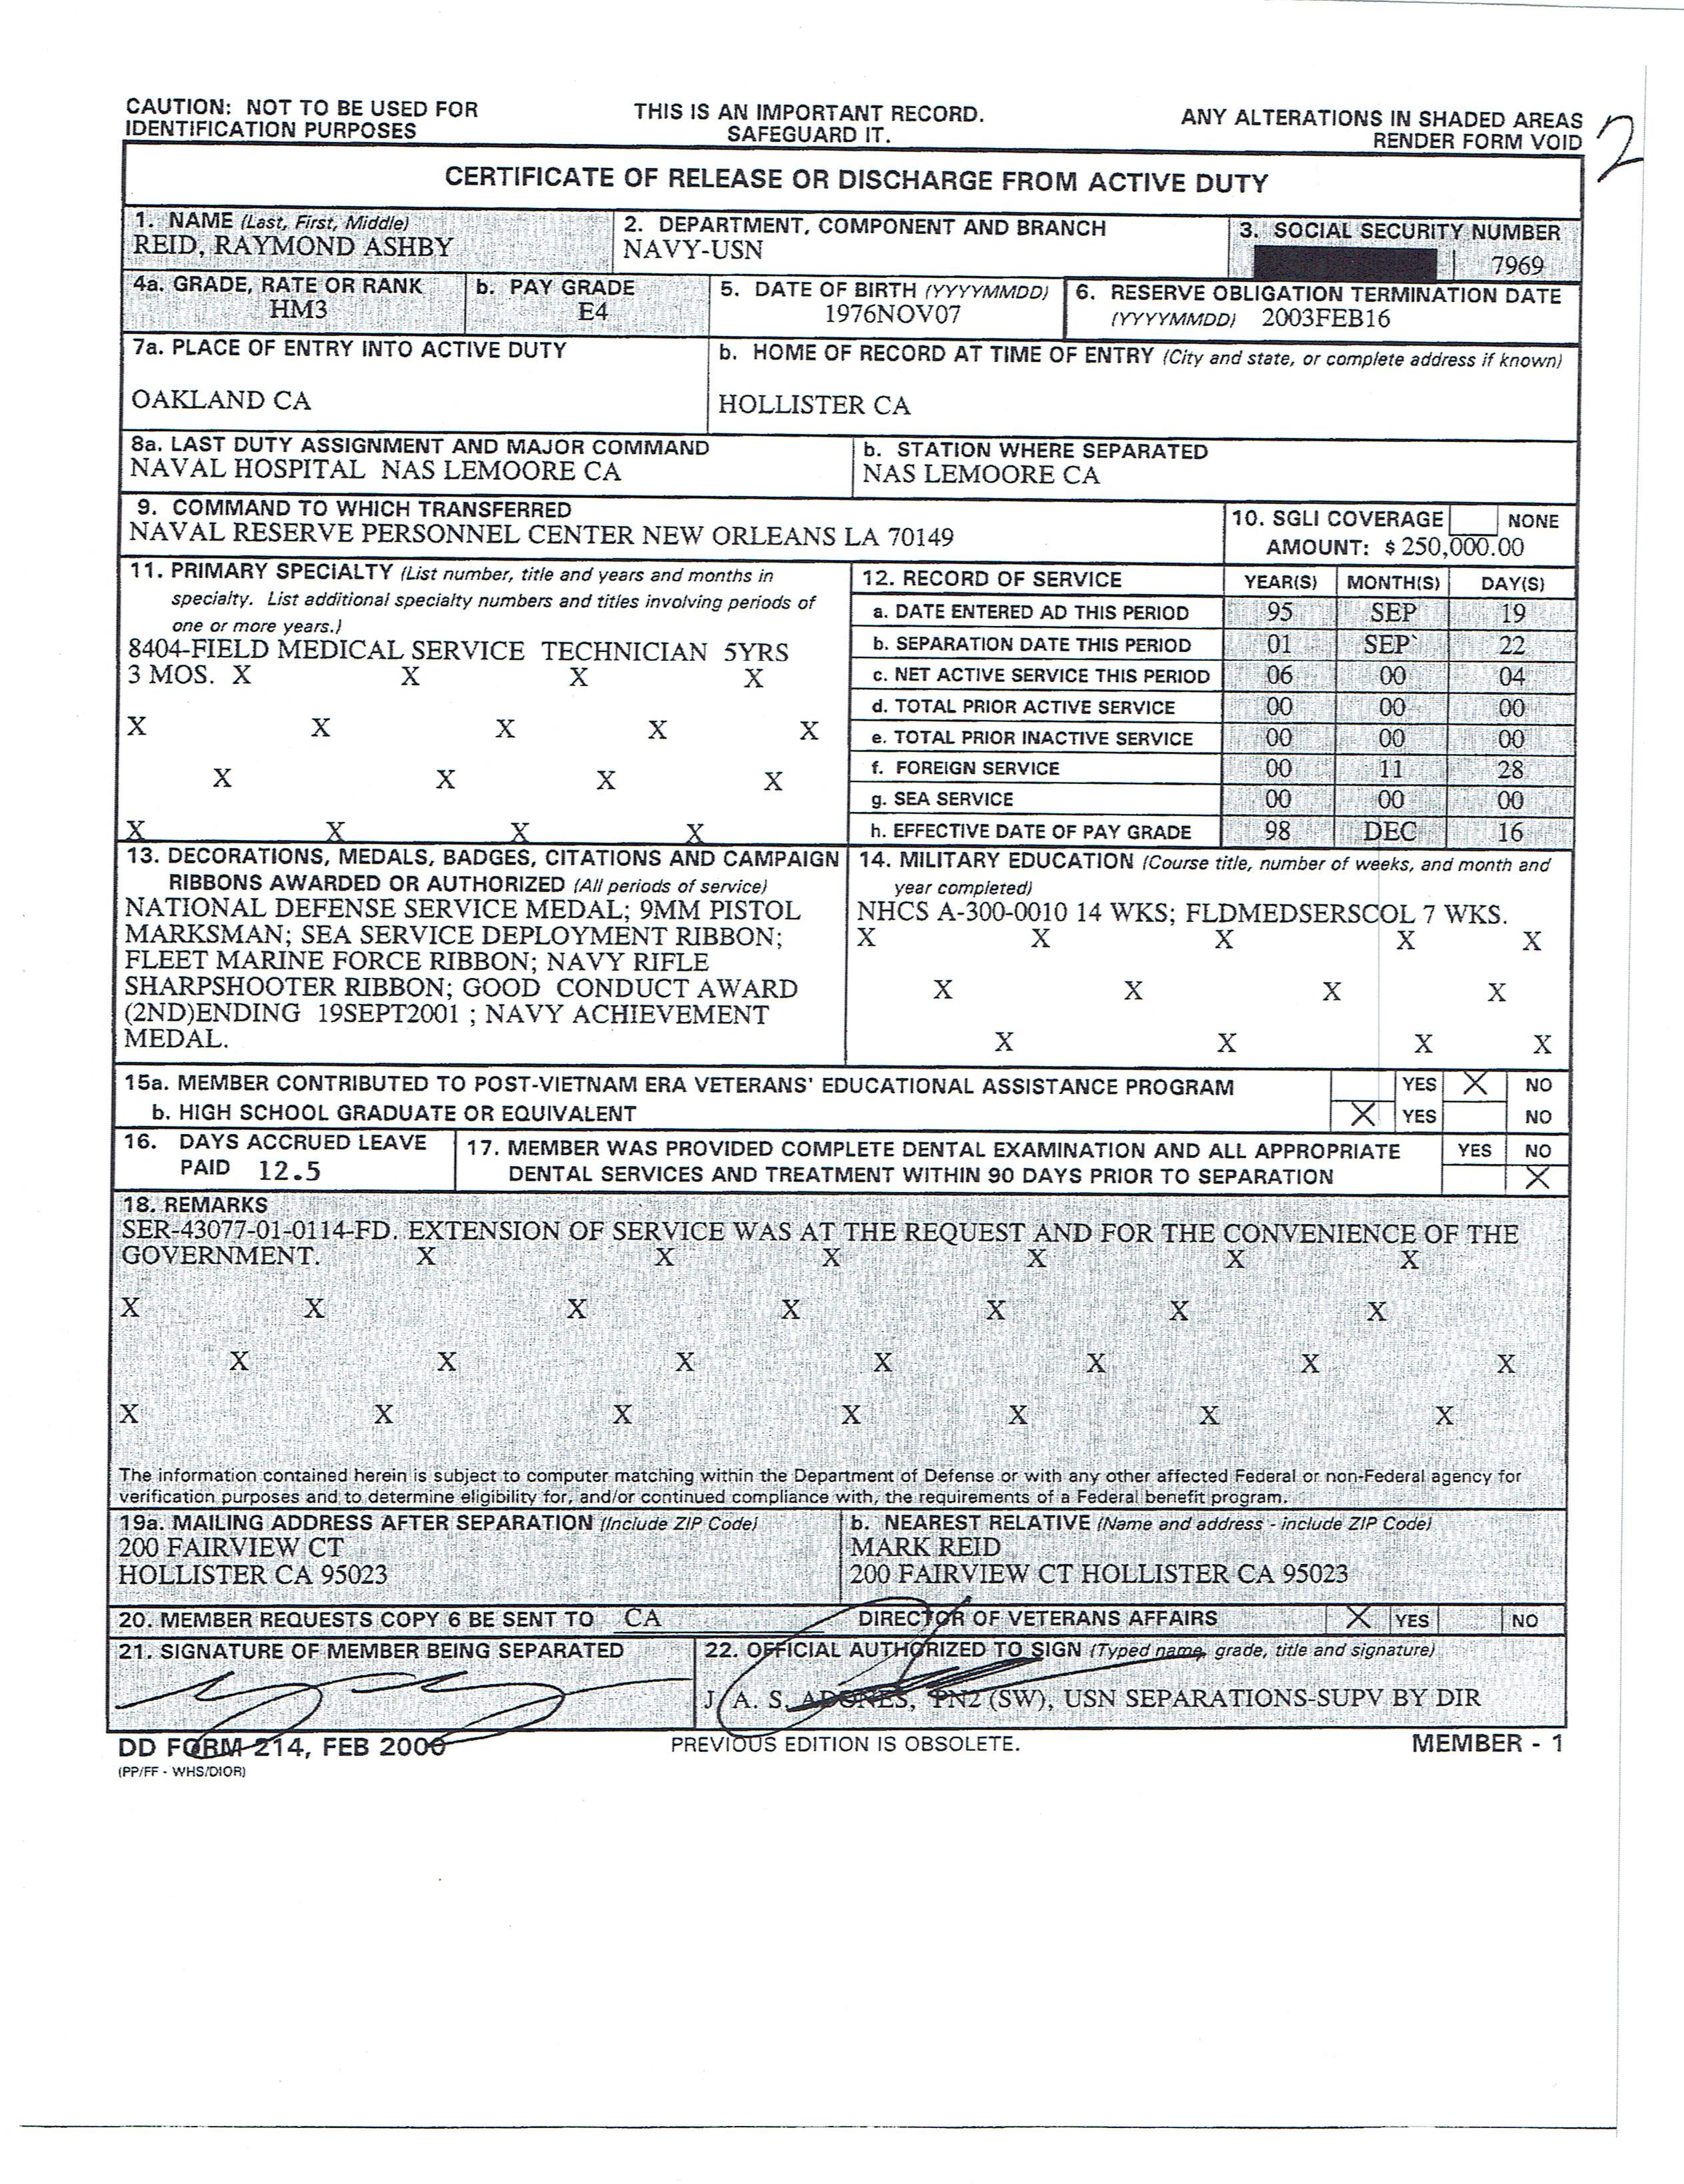 CAUTION: NOT TO BE USED FOR IDENTIFICATION PURPOSES
THIS IS AN IMPORTANT RECORD. SAFEGUARD IT.
ANY ALTERATIONS IN SHADED AREAS RENDER FORM VOID
2
CERTIFICATE OF RELEASE OR DISCHARGE FROM ACTIVE DUTY
1. NAME (Last, First, Middle)
REID, RAYMOND ASHBY
2. DEPARTMENT, COMPONENT AND BRANCH
NAVY-USN
3. SOCIAL SECURITY NUMBER
7969
4a. GRADE, RATE OR RANK
HM3
b. PAY GRADE
E4
5. DATE OF BIRTH (YYYYMMDD)
1976NOV07
6. RESERVE OBLIGATION TERMINATION DATE
(YYYYMMDD) 2003FEB16
7a. PLACE OF ENTRY INTO ACTIVE DUTY
OAKLAND CA
b. HOME OF RECORD AT TIME OF ENTRY (City and state, or complete address if known)
HOLLISTER CA
8a. LAST DUTY ASSIGNMENT AND MAJOR COMMAND
NAVAL HOSPITAL NAS LEMOORE CA
b. STATION WHERE SEPARATED
NAS LEMOORE CA
9. COMMAND TO WHICH TRANSFERRED
NAVAL RESERVE PERSONNEL CENTER NEW ORLEANS LA 70149
10. SGLI COVERAGE NONE
AMOUNT: $ 250,000.00
11. PRIMARY SPECIALTY (List number, title and years and months in
specialty. List additional specialty numbers and titles involving periods of
one or more years.)
8404-FIELD MEDICAL SERVICE TECHNICIAN 5YRS
3 MOS. X X X X
X X X X X
X X X X
X X X X
12. RECORD OF SERVICE YEAR(S) MONTH(S) DAY(S)
a. DATE ENTERED AD THIS PERIOD 95 SEP 19
b. SEPARATION DATE THIS PERIOD 01 SEP 22
c. NET ACTIVE SERVICE THIS PERIOD 06 00 04
d. TOTAL PRIOR ACTIVE SERVICE 00 00 00
e. TOTAL PRIOR INACTIVE SERVICE 00 00 00
f. FOREIGN SERVICE 00 11 28
g. SEA SERVICE 00 00 00
h. EFFECTIVE DATE OF PAY GRADE 98 DEC 16
13. DECORATIONS, MEDALS, BADGES, CITATIONS AND CAMPAIGN
RIBBONS AWARDED OR AUTHORIZED (All periods of service)
NATIONAL DEFENSE SERVICE MEDAL; 9MM PISTOL
MARKSMAN; SEA SERVICE DEPLOYMENT RIBBON;
FLEET MARINE FORCE RIBBON; NAVY RIFLE
SHARPSHOOTER RIBBON; GOOD CONDUCT AWARD
(2ND)ENDING 19SEPT2001 ; NAVY ACHIEVEMENT
MEDAL.
14. MILITARY EDUCATION (Course title, number of weeks, and month and
year completed)
NHCS A-300-0010 14 WKS; FLDMEDSERSCOL 7 WKS.
X X X X X
X X X X
X X X X
15a. MEMBER CONTRIBUTED TO POST-VIETNAM ERA VETERANS' EDUCATIONAL ASSISTANCE PROGRAM YES X NO
b. HIGH SCHOOL GRADUATE OR EQUIVALENT X YES NO
16. DAYS ACCRUED LEAVE
PAID 12.5
17. MEMBER WAS PROVIDED COMPLETE DENTAL EXAMINATION AND ALL APPROPRIATE
DENTAL SERVICES AND TREATMENT WITHIN 90 DAYS PRIOR TO SEPARATION
YES NO
X
18. REMARKS
SER-43077-01-0114-FD. EXTENSION OF SERVICE WAS AT THE REQUEST AND FOR THE CONVENIENCE OF THE
GOVERNMENT. X X X X X X
X X X X X X X
X X X X X X X
X X X X X X X
The information contained herein is subject to computer matching within the Department of Defense or with any other affected Federal or non-Federal agency for
verification purposes and to determine eligibility for, and/or continued compliance with, the requirements of a Federal benefit program.
19a. MAILING ADDRESS AFTER SEPARATION (Include ZIP Code)
200 FAIRVIEW CT
HOLLISTER CA 95023
b. NEAREST RELATIVE (Name and address - include ZIP Code)
MARK REID
200 FAIRVIEW CT HOLLISTER CA 95023
20. MEMBER REQUESTS COPY 6 BE SENT TO CA DIRECTOR OF VETERANS AFFAIRS X YES NO
21. SIGNATURE OF MEMBER BEING SEPARATED
22. OFFICIAL AUTHORIZED TO SIGN (Typed name, grade, title and signature)
J. A. S. ADONES, PN2 (SW), USN SEPARATIONS-SUPV BY DIR
DD FORM 214, FEB 2000
(PP/FF - WHS/DIOR)
PREVIOUS EDITION IS OBSOLETE.
MEMBER - 1